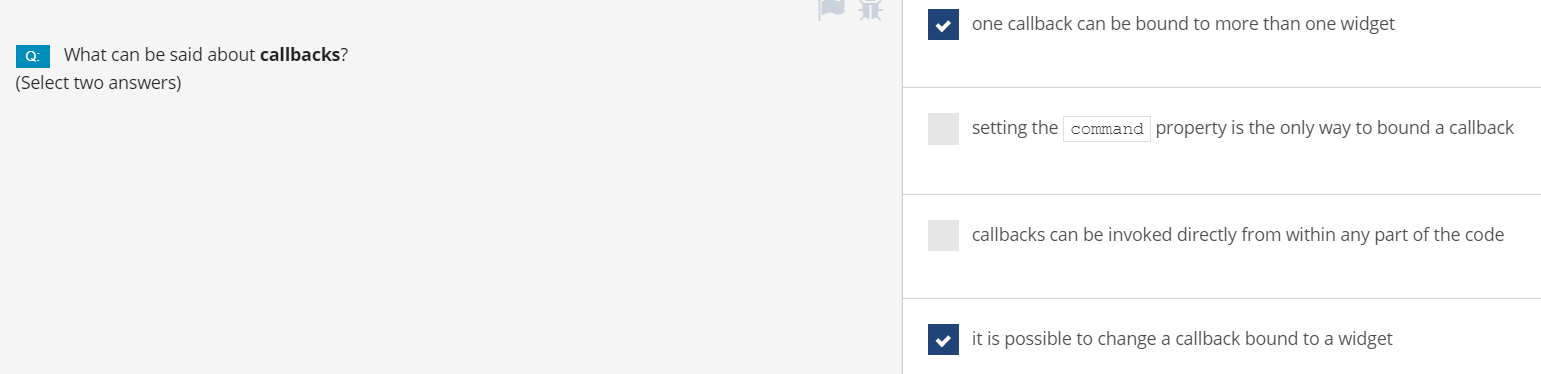 Q: What can be said about callbacks?
(Select two answers)
one callback can be bound to more than one widget
setting the command property is the only way to bound a callback
callbacks can be invoked directly from within any part of the code
it is possible to change a callback bound to a widget